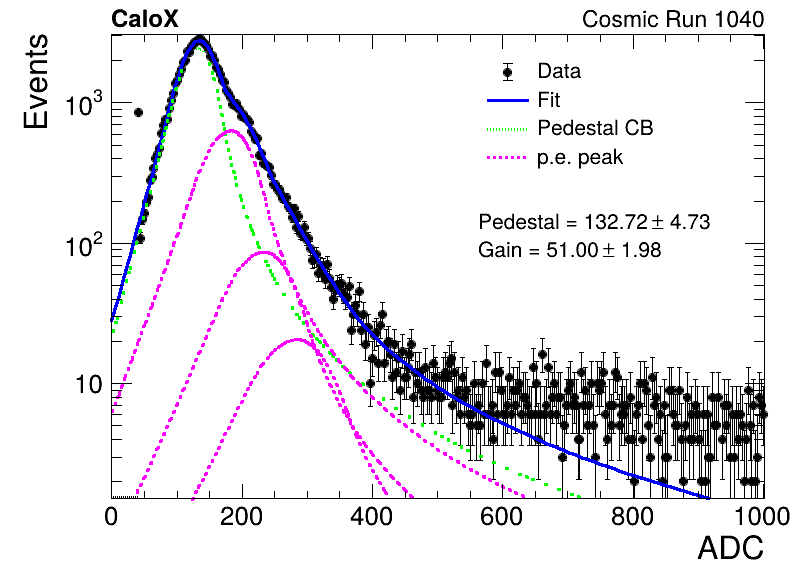 CaloX Cosmic Run 1040
Events
Data
Fit
Pedestal CB
p.e. peak
Pedestal = 132.72 ± 4.73
Gain = 51.00 ± 1.98
10³
10²
10
0 200 400 600 800 1000
ADC